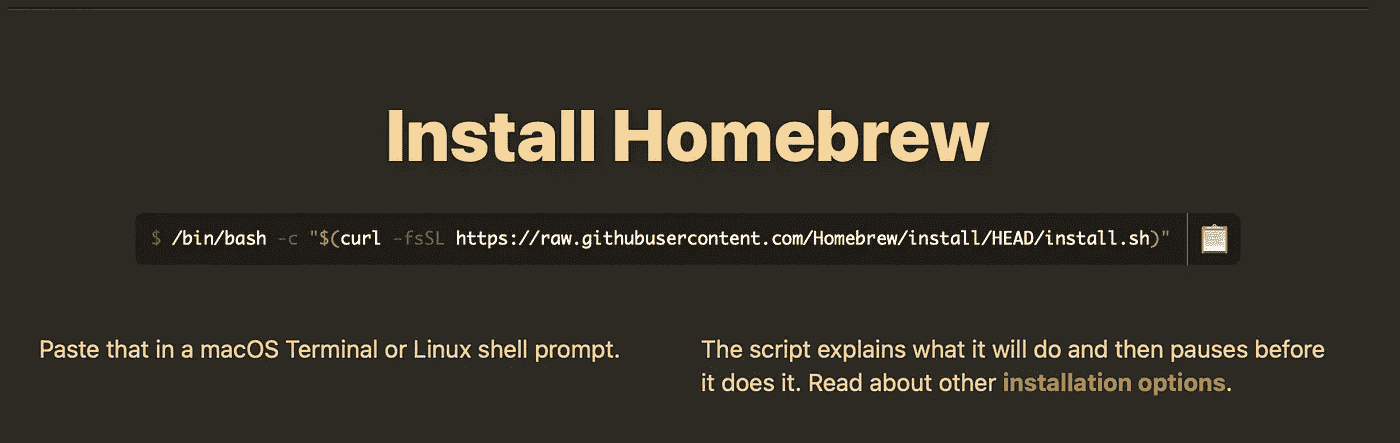 Install Homebrew
$ /bin/bash -c "$(curl -fsSL https://raw.githubusercontent.com/Homebrew/install/HEAD/install.sh)"
Paste that in a macOS Terminal or Linux shell prompt.
The script explains what it will do and then pauses before
it does it. Read about other installation options.